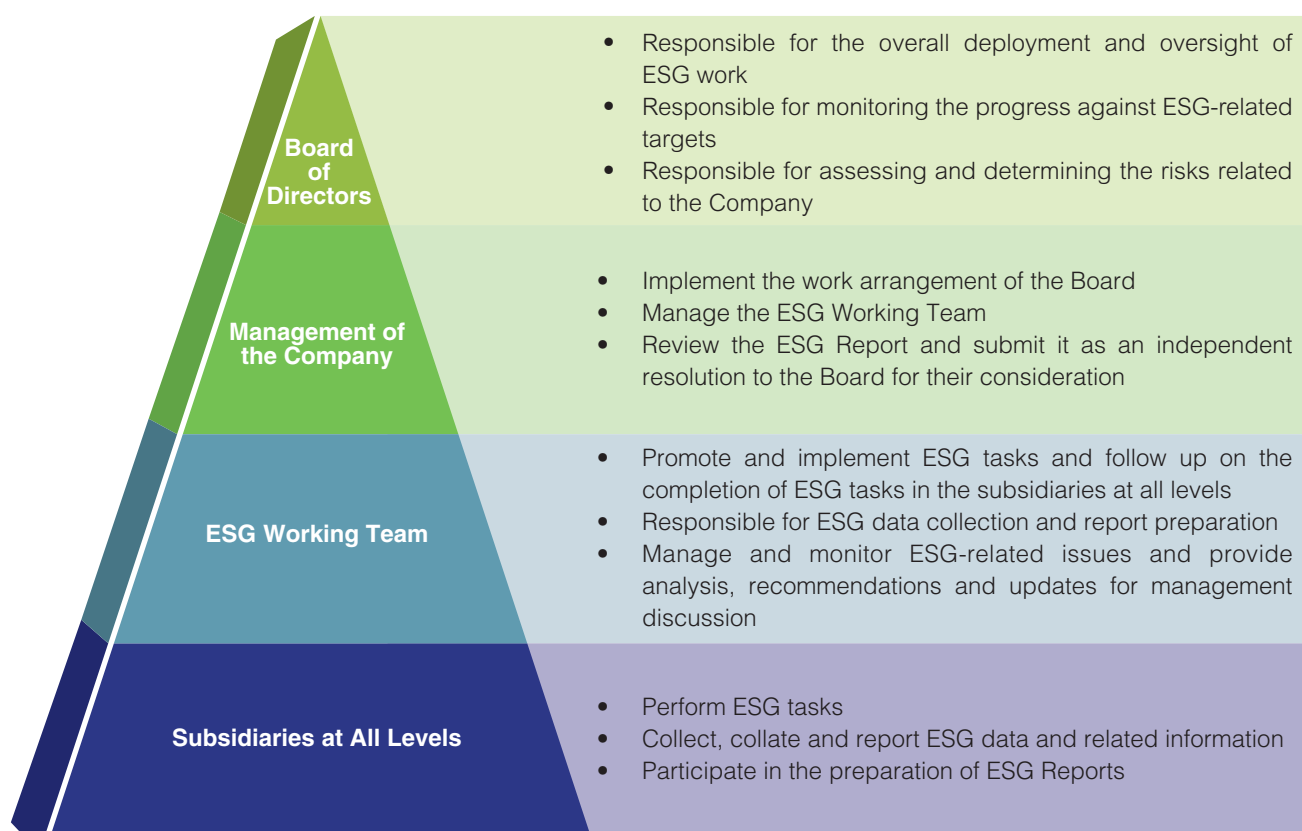 Board
of
Directors
• Responsible for the overall deployment and oversight of
ESG work
• Responsible for monitoring the progress against ESG-related
targets
• Responsible for assessing and determining the risks related
to the Company
Management of
the Company
• Implement the work arrangement of the Board
• Manage the ESG Working Team
• Review the ESG Report and submit it as an independent
resolution to the Board for their consideration
ESG Working Team
• Promote and implement ESG tasks and follow up on the
completion of ESG tasks in the subsidiaries at all levels
• Responsible for ESG data collection and report preparation
• Manage and monitor ESG-related issues and provide
analysis, recommendations and updates for management
discussion
Subsidiaries at All Levels
• Perform ESG tasks
• Collect, collate and report ESG data and related information
• Participate in the preparation of ESG Reports